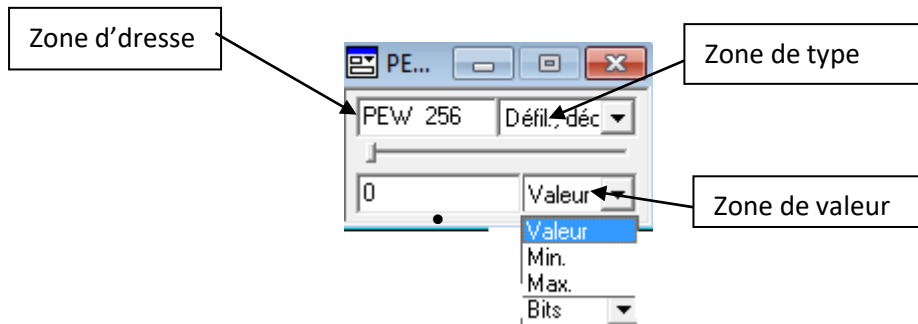 Zone d’dresse
Zone de type
PE...
PEW 256
Défil., déc
0
Valeur
Zone de valeur
Valeur
Min.
Max.
Bits